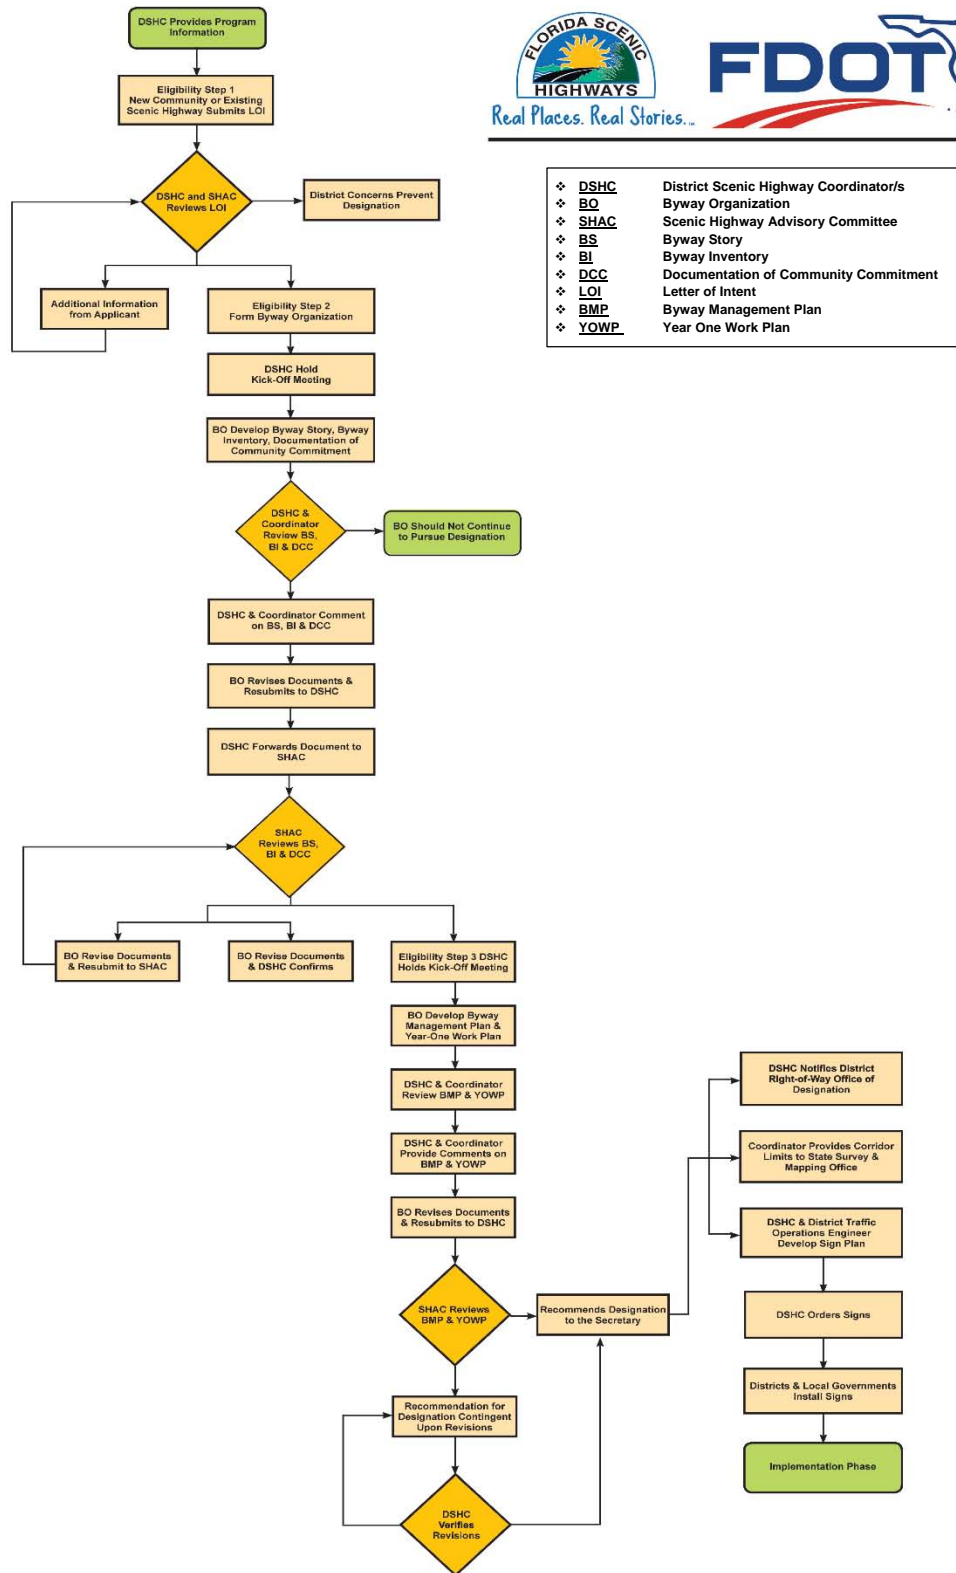 DSHC Provides Program
Information
FLORIDA SCENIC
HIGHWAYS
Real Places. Real Stories.
FDOT
Eligibility Step 1
New Community or Existing
Scenic Highway Submits LOI
DSHC and SHAC
Reviews LOI
District Concerns Prevent
Designation
❖ DSHC District Scenic Highway Coordinator/s
❖ BO Byway Organization
❖ SHAC Scenic Highway Advisory Committee
❖ BS Byway Story
❖ BI Byway Inventory
❖ DCC Documentation of Community Commitment
❖ LOI Letter of Intent
❖ BMP Byway Management Plan
❖ YOWP Year One Work Plan
Additional Information
from Applicant
Eligibility Step 2
Form Byway Organization
DSHC Hold
Kick-Off Meeting
BO Develop Byway Story, Byway
Inventory, Documentation of
Community Commitment
DSHC &
Coordinator
Review BS,
BI & DCC
BO Should Not Continue
to Pursue Designation
DSHC & Coordinator Comment
on BS, BI & DCC
BO Revises Documents &
Resubmits to DSHC
DSHC Forwards Document to
SHAC
SHAC
Reviews BS,
BI & DCC
BO Revise Documents
& Resubmit to SHAC
BO Revise Documents
& DSHC Confirms
Eligibility Step 3 DSHC
Holds Kick-Off Meeting
BO Develop Byway
Management Plan &
Year-One Work Plan
DSHC & Coordinator
Review BMP & YOWP
DSHC & Coordinator
Provide Comments on
BMP & YOWP
BO Revises Documents
& Resubmits to DSHC
SHAC Reviews
BMP & YOWP
Recommends Designation
to the Secretary
Recommendation for
Designation Contingent
Upon Revisions
DSHC
Verifies
Revisions
DSHC Notifies District
Right-of-Way Office of
Designation
Coordinator Provides Corridor
Limits to State Survey &
Mapping Office
DSHC & District Traffic
Operations Engineer
Develop Sign Plan
DSHC Orders Signs
Districts & Local Governments
Install Signs
Implementation Phase